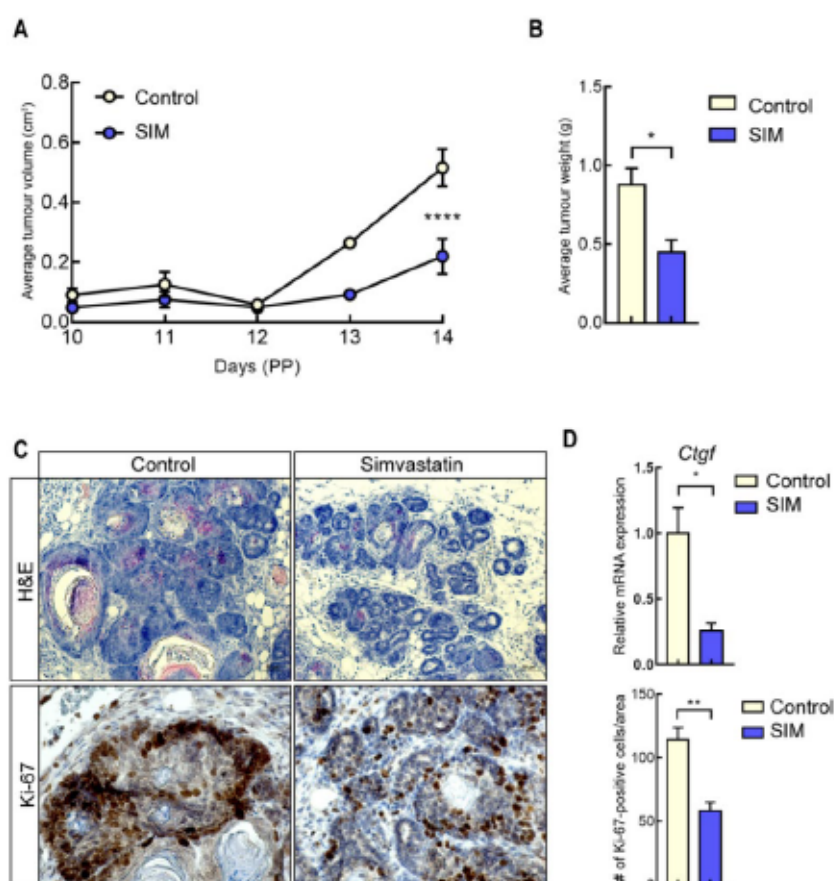 A
Average tumour volume (cm³)
0.8
0.6
0.4
0.2
0.0
Control
SIM
****
10 11 12 13 14
Days (PP)
B
Average tumour weight (g)
1.5
1.0
0.5
0.0
*
Control
SIM
C
Control Simvastatin
H&E
Ki-67
D
Ctgf
Relative mRNA expression
1.5
1.0
0.5
0.0
*
Control
SIM
# of Ki-67-positive cells/area
150
100
50
**
Control
SIM